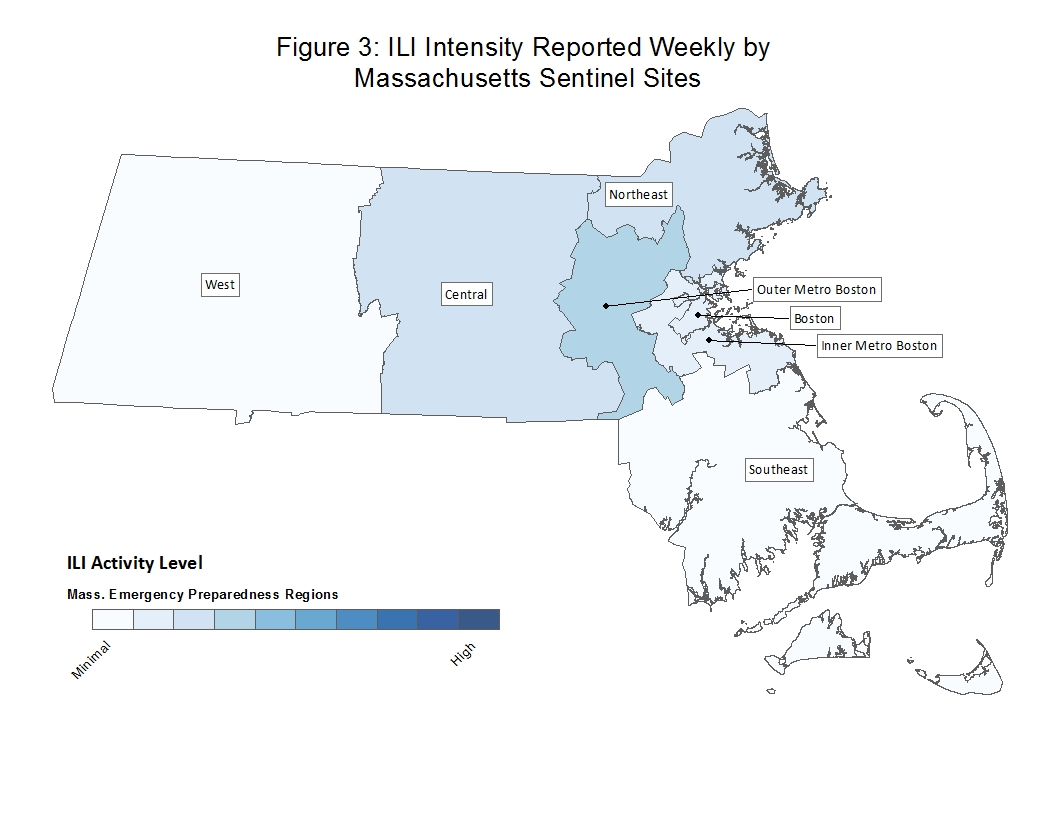 Figure 3: ILI Intensity Reported Weekly by
Massachusetts Sentinel Sites
Northeast
West
Central
Outer Metro Boston
Boston
Inner Metro Boston
Southeast
ILI Activity Level
Mass. Emergency Preparedness Regions
Minimal
High